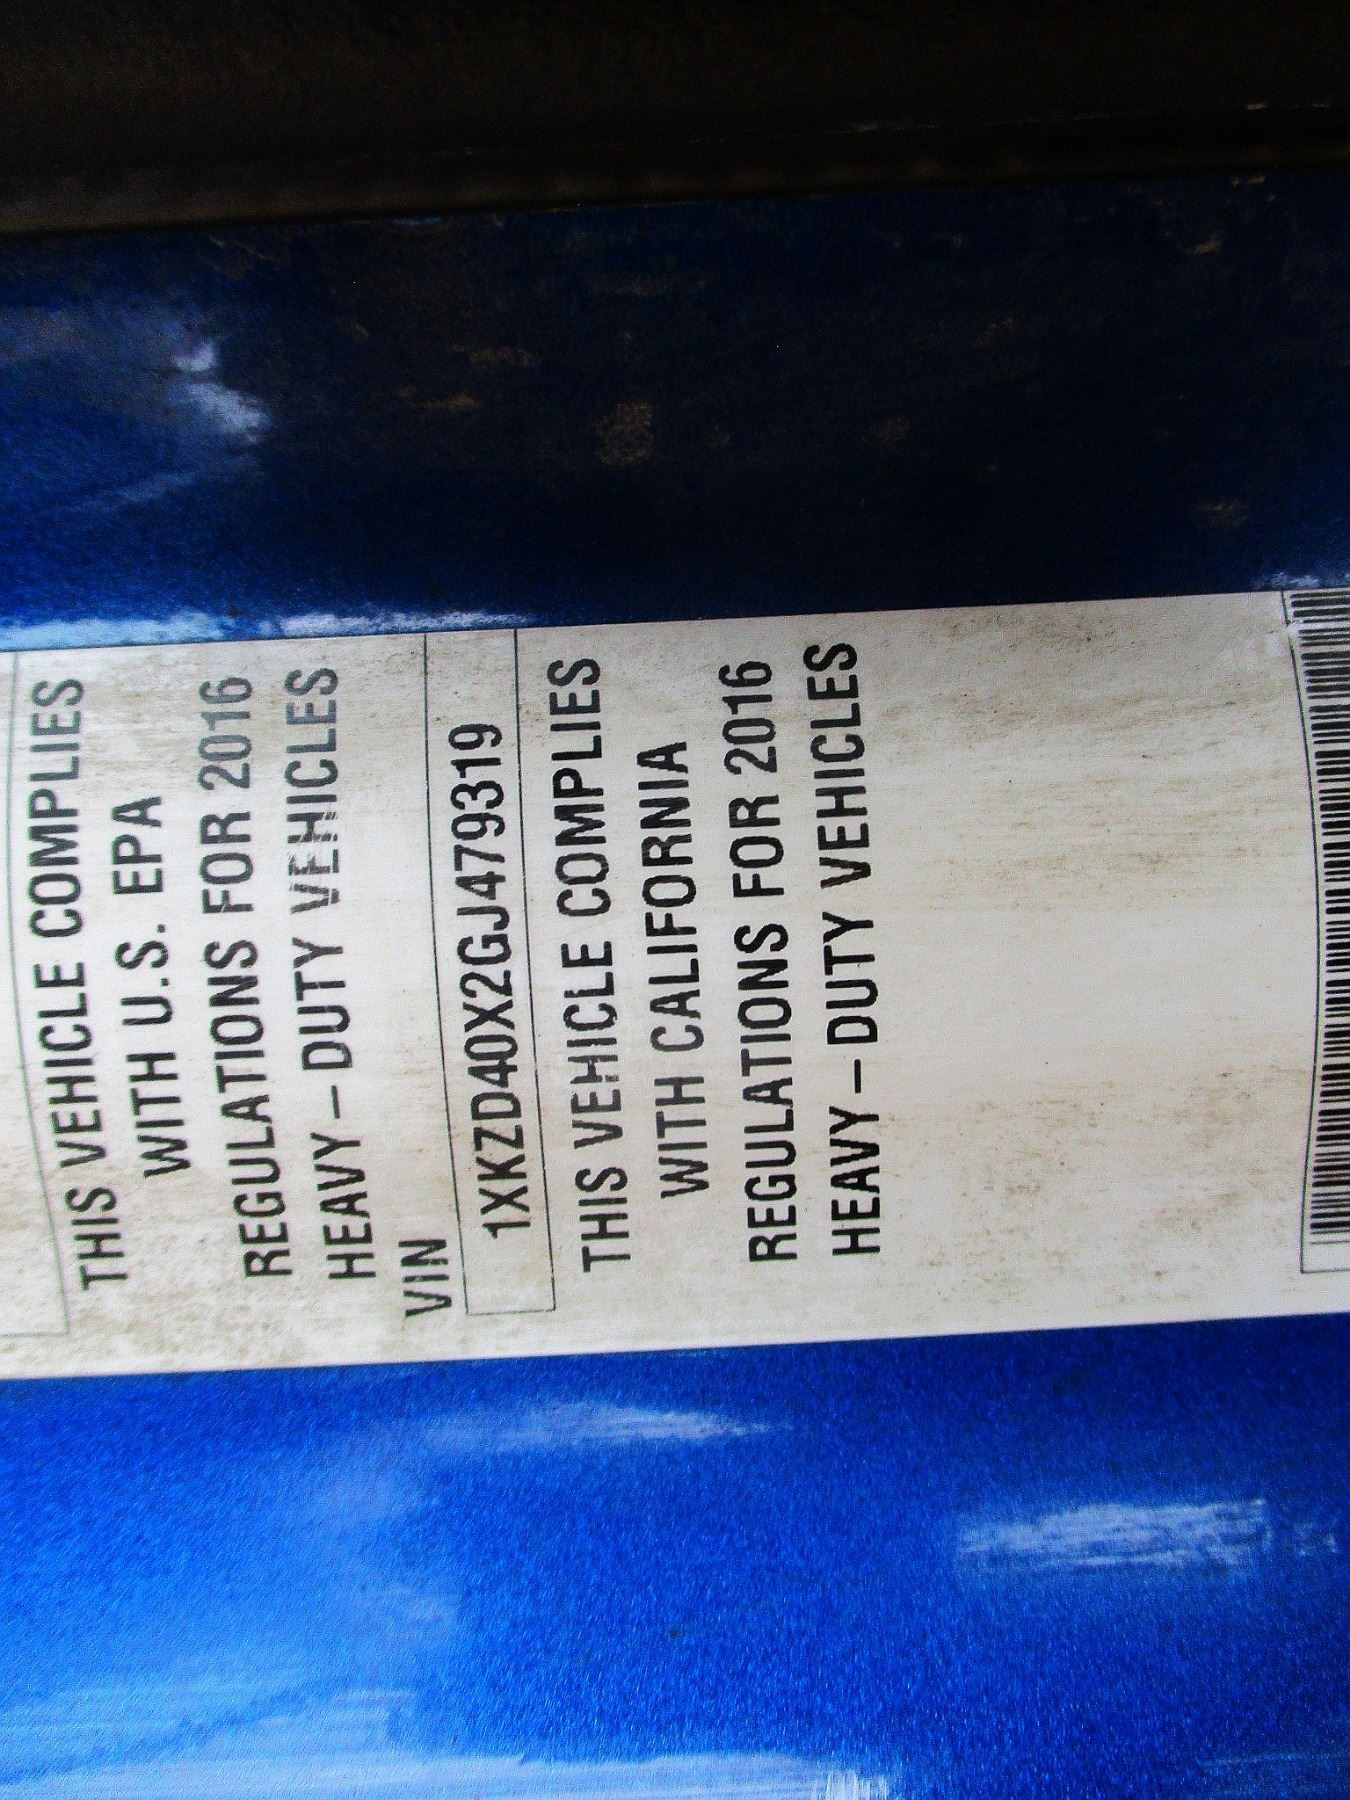 THIS VEHICLE COMPLIES
WITH U.S. EPA
REGULATIONS FOR 2016
HEAVY-DUTY VEHICLES
VIN
1XKZD40X2GJ479319
THIS VEHICLE COMPLIES
WITH CALIFORNIA
REGULATIONS FOR 2016
HEAVY-DUTY VEHICLES